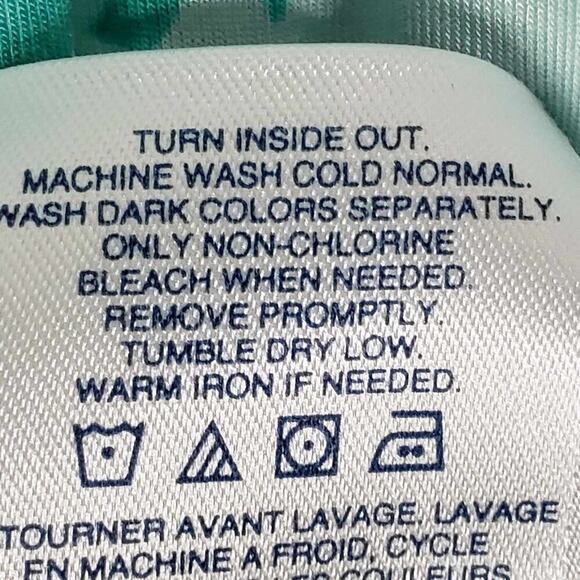 TURN INSIDE OUT.
MACHINE WASH COLD NORMAL.
WASH DARK COLORS SEPARATELY.
ONLY NON-CHLORINE
BLEACH WHEN NEEDED.
REMOVE PROMPTLY.
TUMBLE DRY LOW.
WARM IRON IF NEEDED.
TOURNER AVANT LAVAGE. LAVAGE
EN MACHINE A FROID, CYCLE
COULEURS